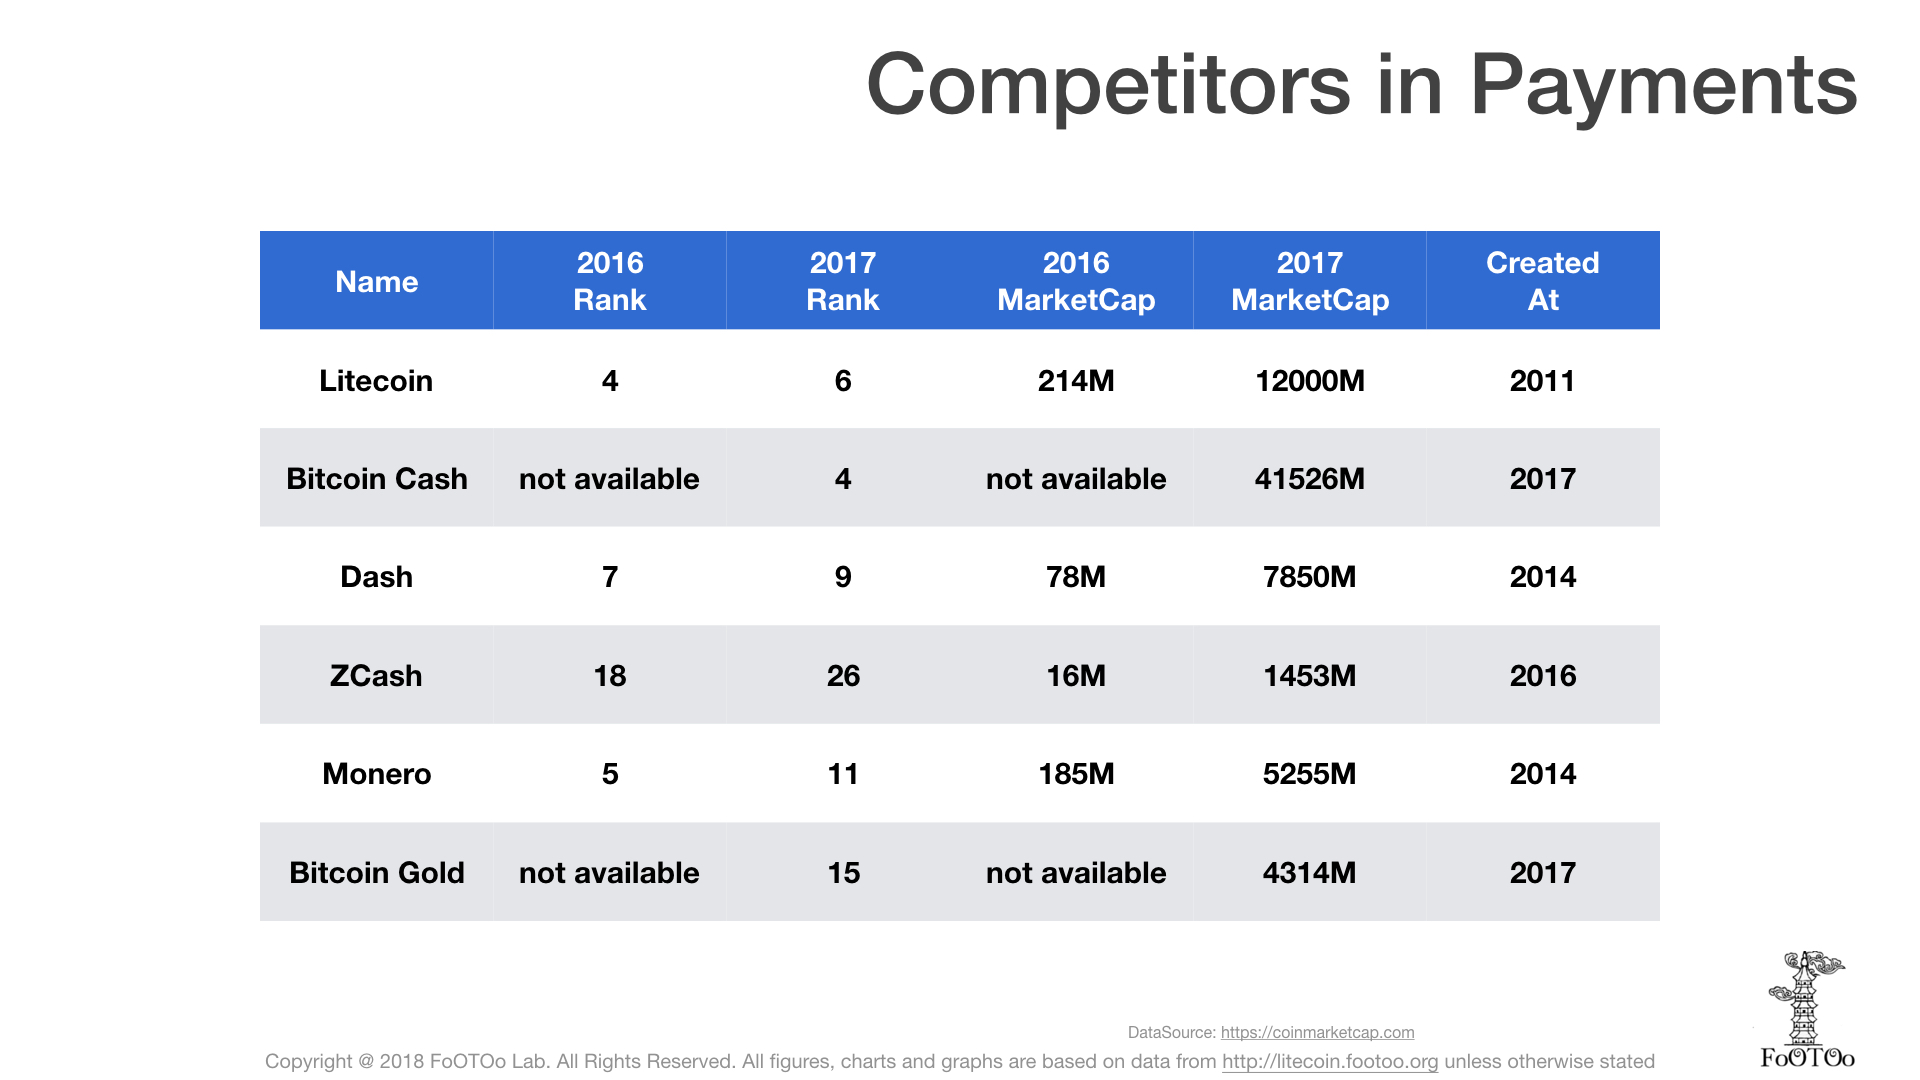 Competitors in Payments
Name 2016 Rank 2017 Rank 2016 MarketCap 2017 MarketCap Created At
Litecoin 4 6 214M 12000M 2011
Bitcoin Cash not available 4 not available 41526M 2017
Dash 7 9 78M 7850M 2014
ZCash 18 26 16M 1453M 2016
Monero 5 11 185M 5255M 2014
Bitcoin Gold not available 15 not available 4314M 2017
DataSource: https://coinmarketcap.com
Copyright @ 2018 FoOTOo Lab. All Rights Reserved. All figures, charts and graphs are based on data from http://litecoin.footoo.org unless otherwise stated
FoOTOo